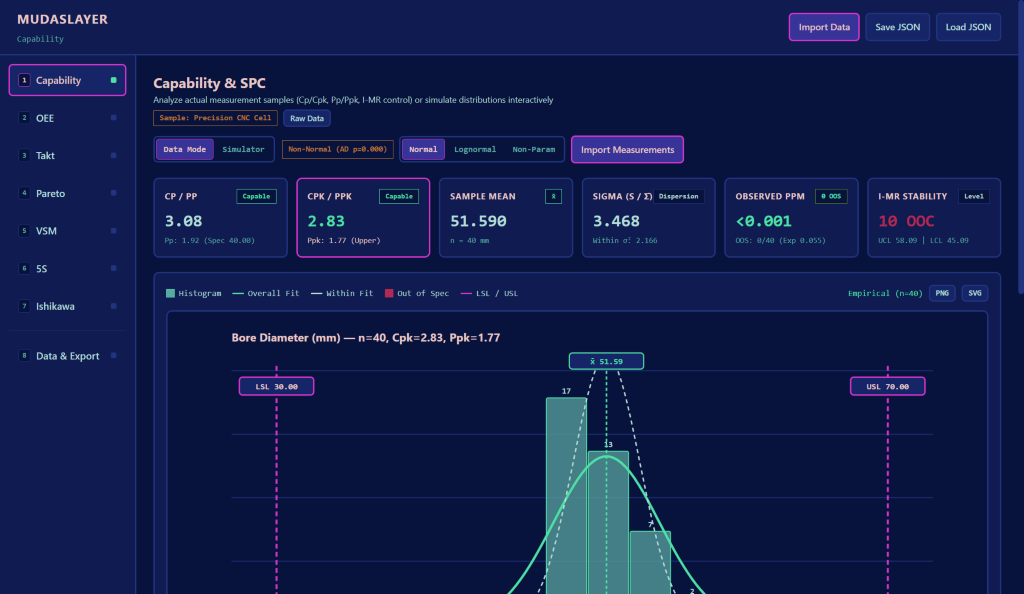 MUDASLAYER
Capability
Import Data
Save JSON
Load JSON
1 Capability
2 OEE
3 Takt
4 Pareto
5 VSM
6 5S
7 Ishikawa
8 Data & Export
Capability & SPC
Analyze actual measurement samples (Cp/Cpk, Pp/Ppk, I-MR control) or simulate distributions interactively
Sample: Precision CNC Cell
Raw Data
Data Mode
Simulator
Non-Normal (AD p=0.000)
Normal
Lognormal
Non-Param
Import Measurements
CP / PP
Capable
3.08
Pp: 1.92 (Spec 40.00)
CPK / PPK
Capable
2.83
Ppk: 1.77 (Upper)
SAMPLE MEAN
x̄
51.590
n = 40 mm
SIGMA (S / Σ)
Dispersion
3.468
Within σ̂: 2.166
OBSERVED PPM
0 OOS
<0.001
OOS: 0/40 (Exp 0.055)
I-MR STABILITY
Level
10 OOC
UCL 58.09 | LCL 45.09
Histogram
Overall Fit
Within Fit
Out of Spec
LSL / USL
Empirical (n=40)
PNG
SVG
Bore Diameter (mm) — n=40, Cpk=2.83, Ppk=1.77
x̄ 51.59
LSL 30.00
USL 70.00
17
13
7
2